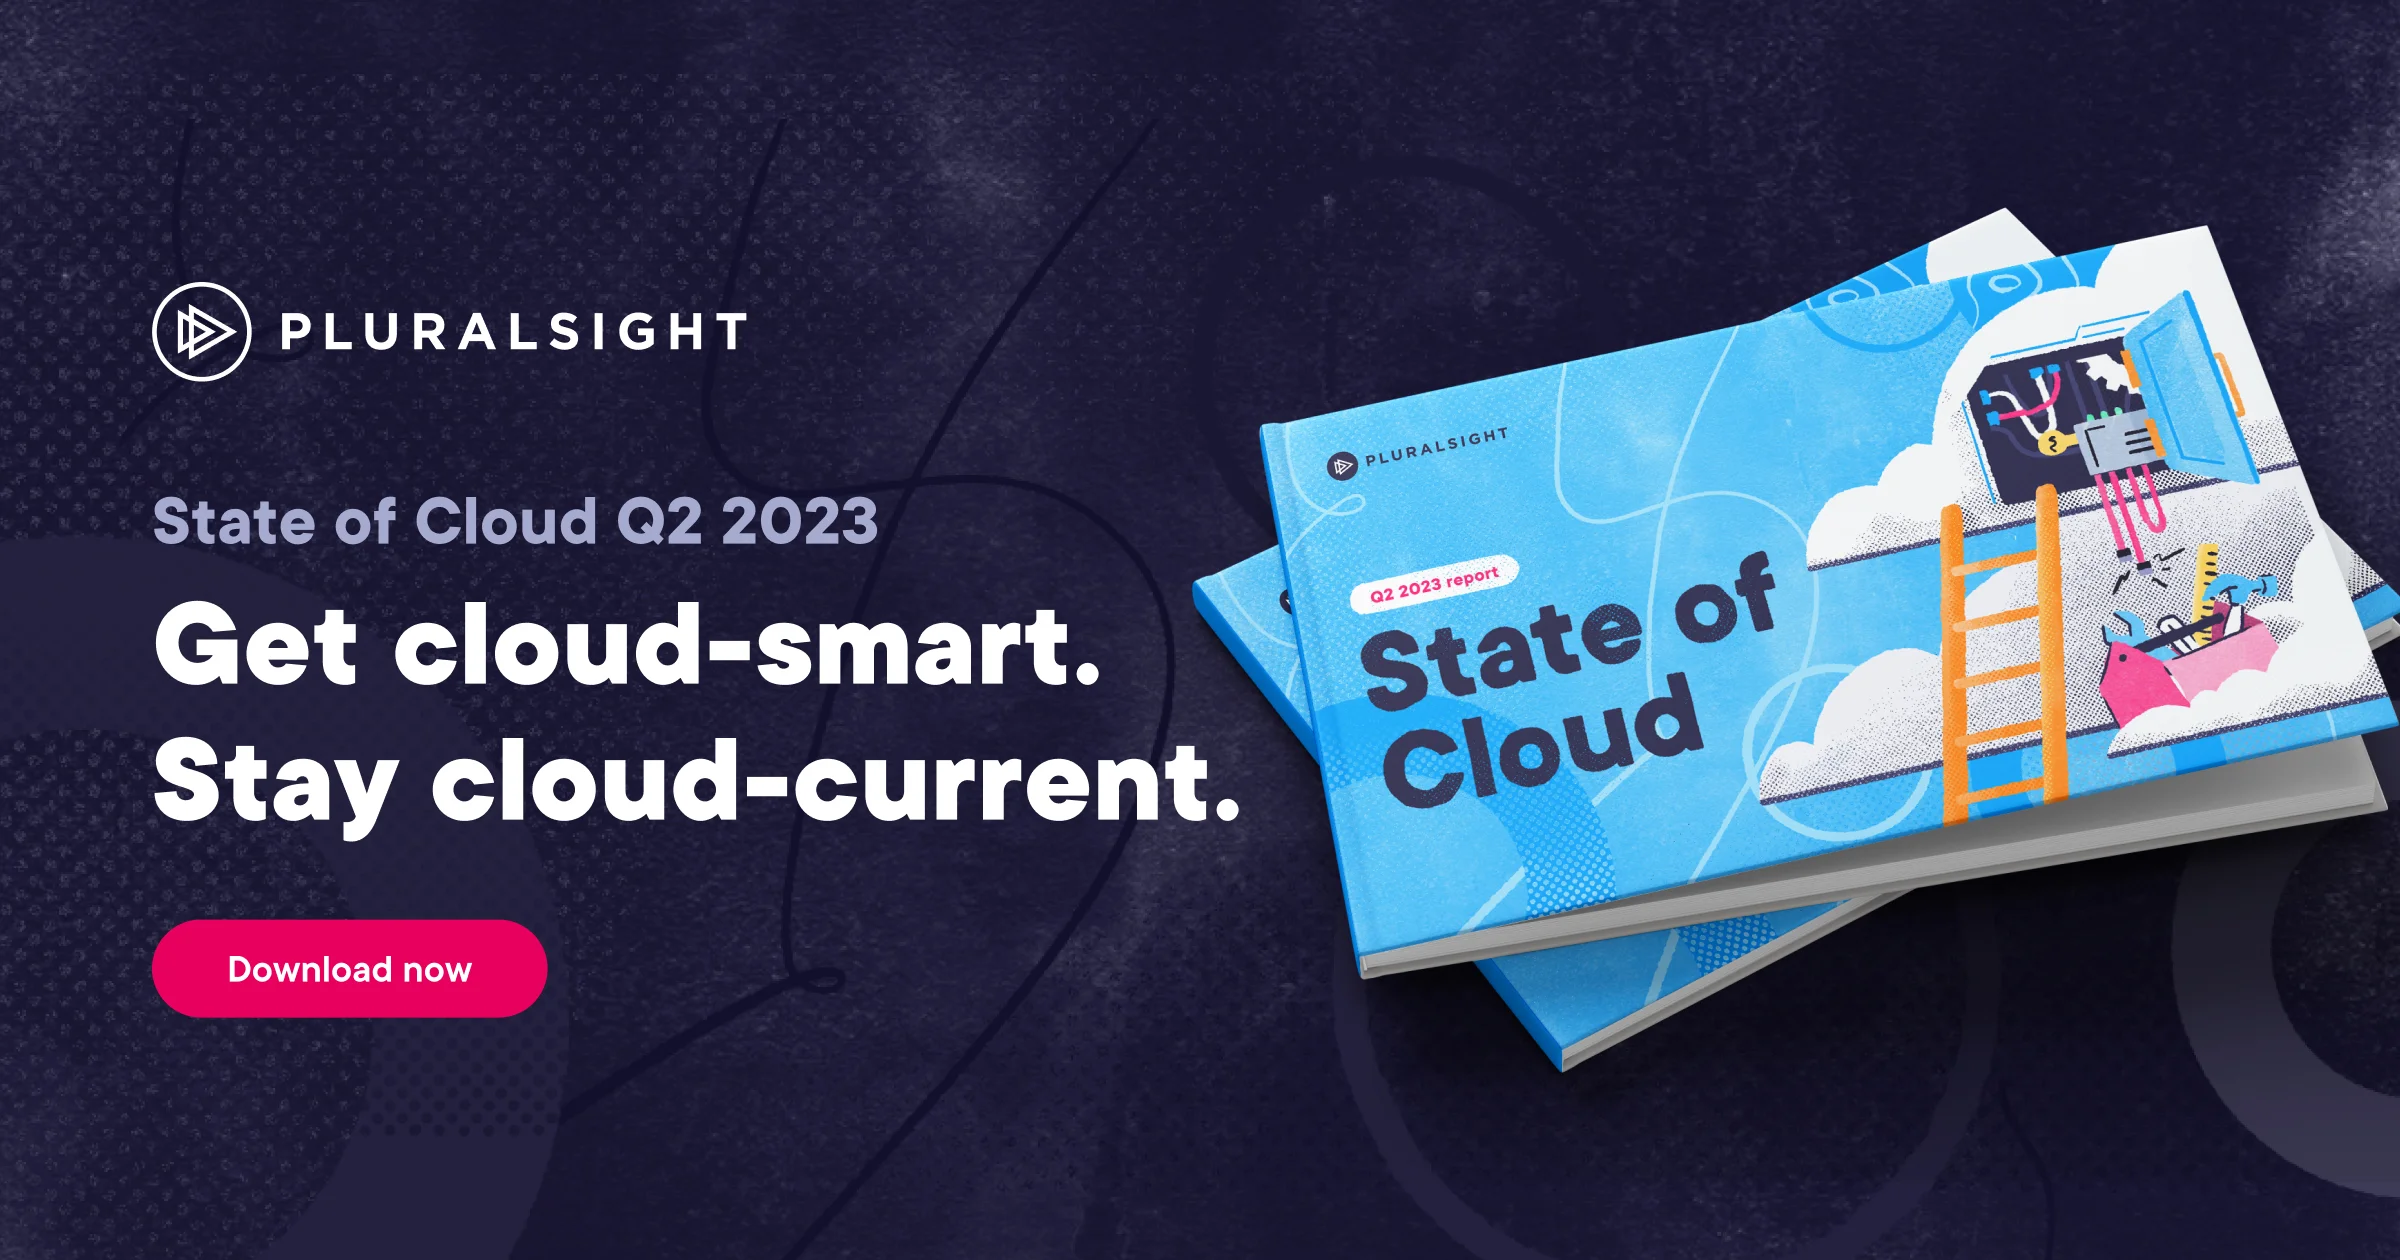 PLURALSIGHT
State of Cloud Q2 2023
Get cloud-smart.
Stay cloud-current.
Download now
PLURALSIGHT
Q2 2023 report
State of
Cloud